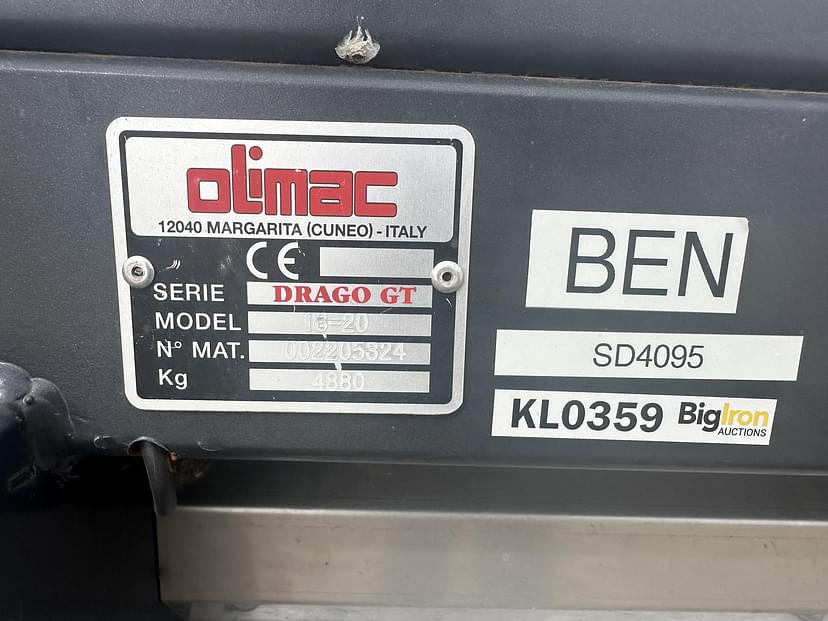 olimac
12040 MARGARITA (CUNEO) - ITALY
CE
SERIE DRAGO GT
MODEL 18-20
N° MAT. 002205324
Kg 4880
BEN
SD4095
KL0359 BigIron
AUCTIONS